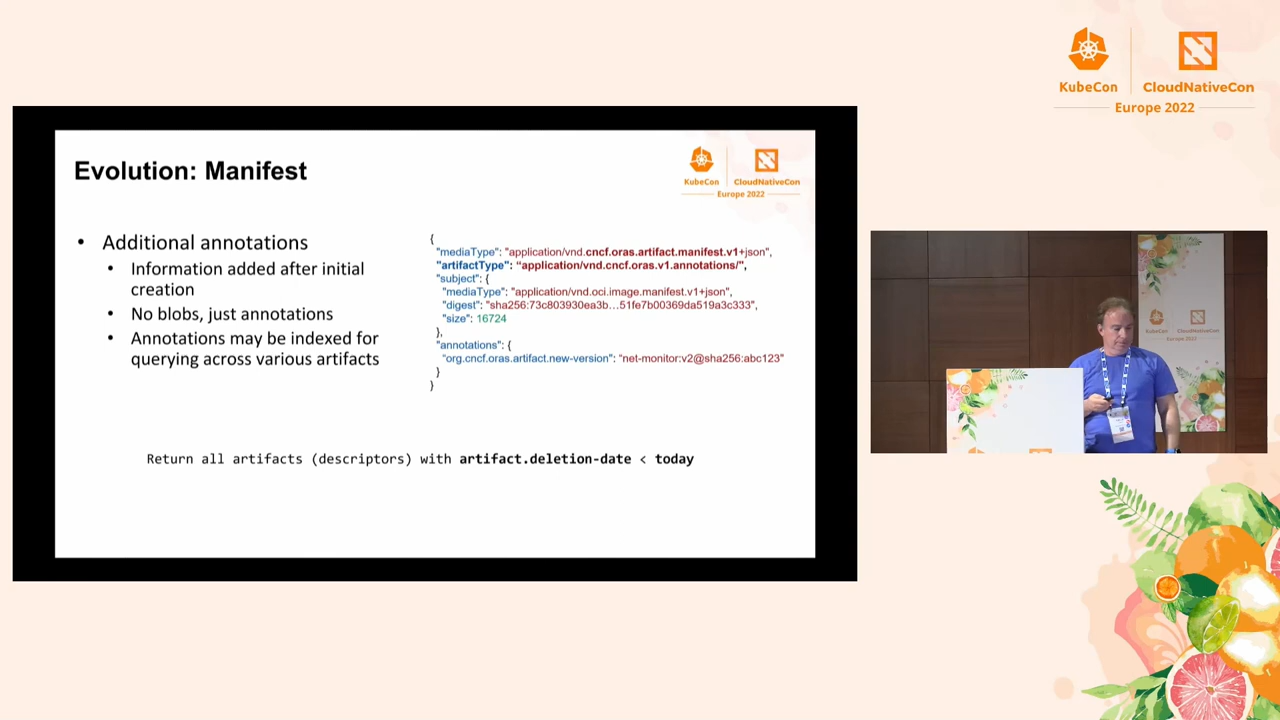 KubeCon
CloudNativeCon
Europe 2022
Evolution: Manifest
KubeCon
CloudNativeCon
Europe 2022
• Additional annotations
• Information added after initial
creation
• No blobs, just annotations
• Annotations may be indexed for
querying across various artifacts
{
"mediaType": "application/vnd.cncf.oras.artifact.manifest.v1+json",
"artifactType": "application/vnd.cncf.oras.v1.annotations/",
"subject": {
"mediaType": "application/vnd.oci.image.manifest.v1+json",
"digest": "sha256:73c803930ea3b...51fe7b00369da519a3c333",
"size": 16724
},
"annotations": {
"org.cncf.oras.artifact.new-version": "net-monitor:v2@sha256:abc123"
}
}
Return all artifacts (descriptors) with artifact.deletion-date < today
KubeCon
CloudNativeCon
Europe 2022